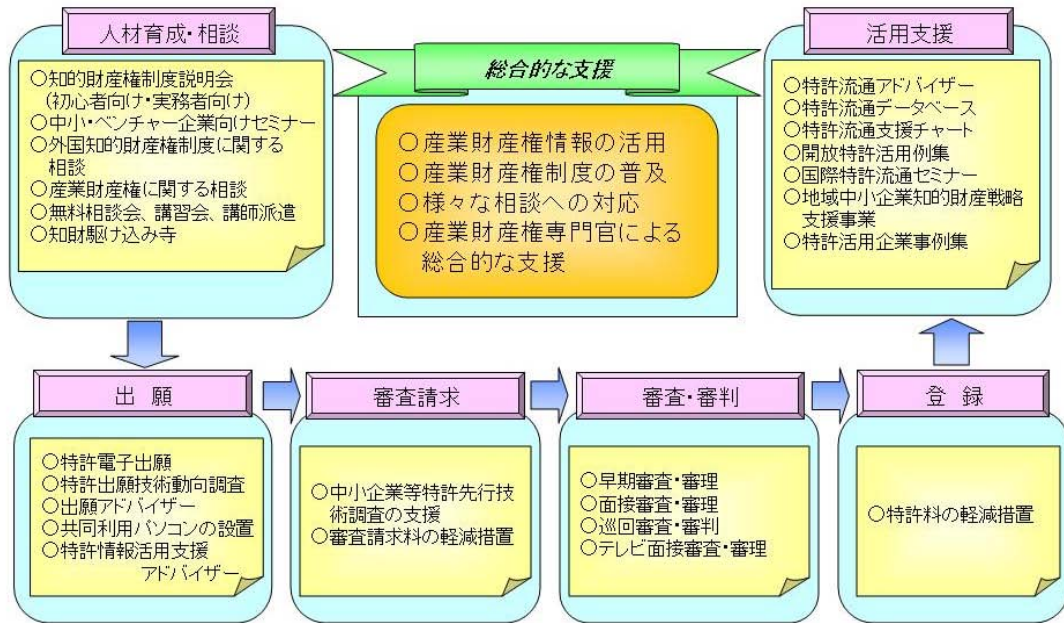 人材育成・相談
○知的財産権制度説明会
(初心者向け・実務者向け)
○中小・ベンチャー企業向けセミナー
○外国知的財産権制度に関する
相談
○産業財産権に関する相談
○無料相談会、講習会、講師派遣
○知財駆け込み寺
総合的な支援
○産業財産権情報の活用
○産業財産権制度の普及
○様々な相談への対応
○産業財産権専門官による
総合的な支援
活用支援
○特許流通アドバイザー
○特許流通データベース
○特許流通支援チャート
○開放特許活用例集
○国際特許流通セミナー
○地域中小企業知的財産戦略
支援事業
○特許活用企業事例集
出 願
○特許電子出願
○特許出願技術動向調査
○出願アドバイザー
○共同利用パソコンの設置
○特許情報活用支援
アドバイザー
審査請求
○中小企業等特許先行技
術調査の支援
○審査請求料の軽減措置
審査・審判
○早期審査・審理
○面接審査・審理
○巡回審査・審判
○テレビ面接審査・審理
登 録
○特許料の軽減措置